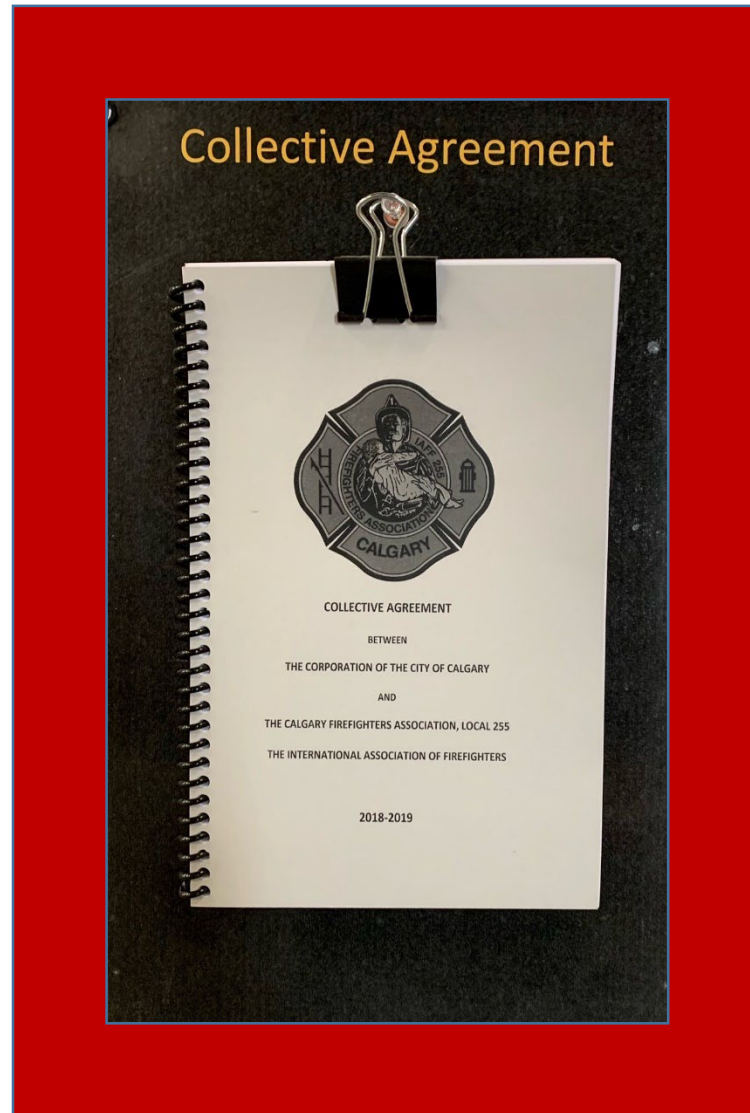 Collective Agreement
IAFF 255
FIREFIGHTERS ASSOCIATION
CALGARY
COLLECTIVE AGREEMENT
BETWEEN
THE CORPORATION OF THE CITY OF CALGARY
AND
THE CALGARY FIREFIGHTERS ASSOCIATION, LOCAL 255
THE INTERNATIONAL ASSOCIATION OF FIREFIGHTERS
2018-2019